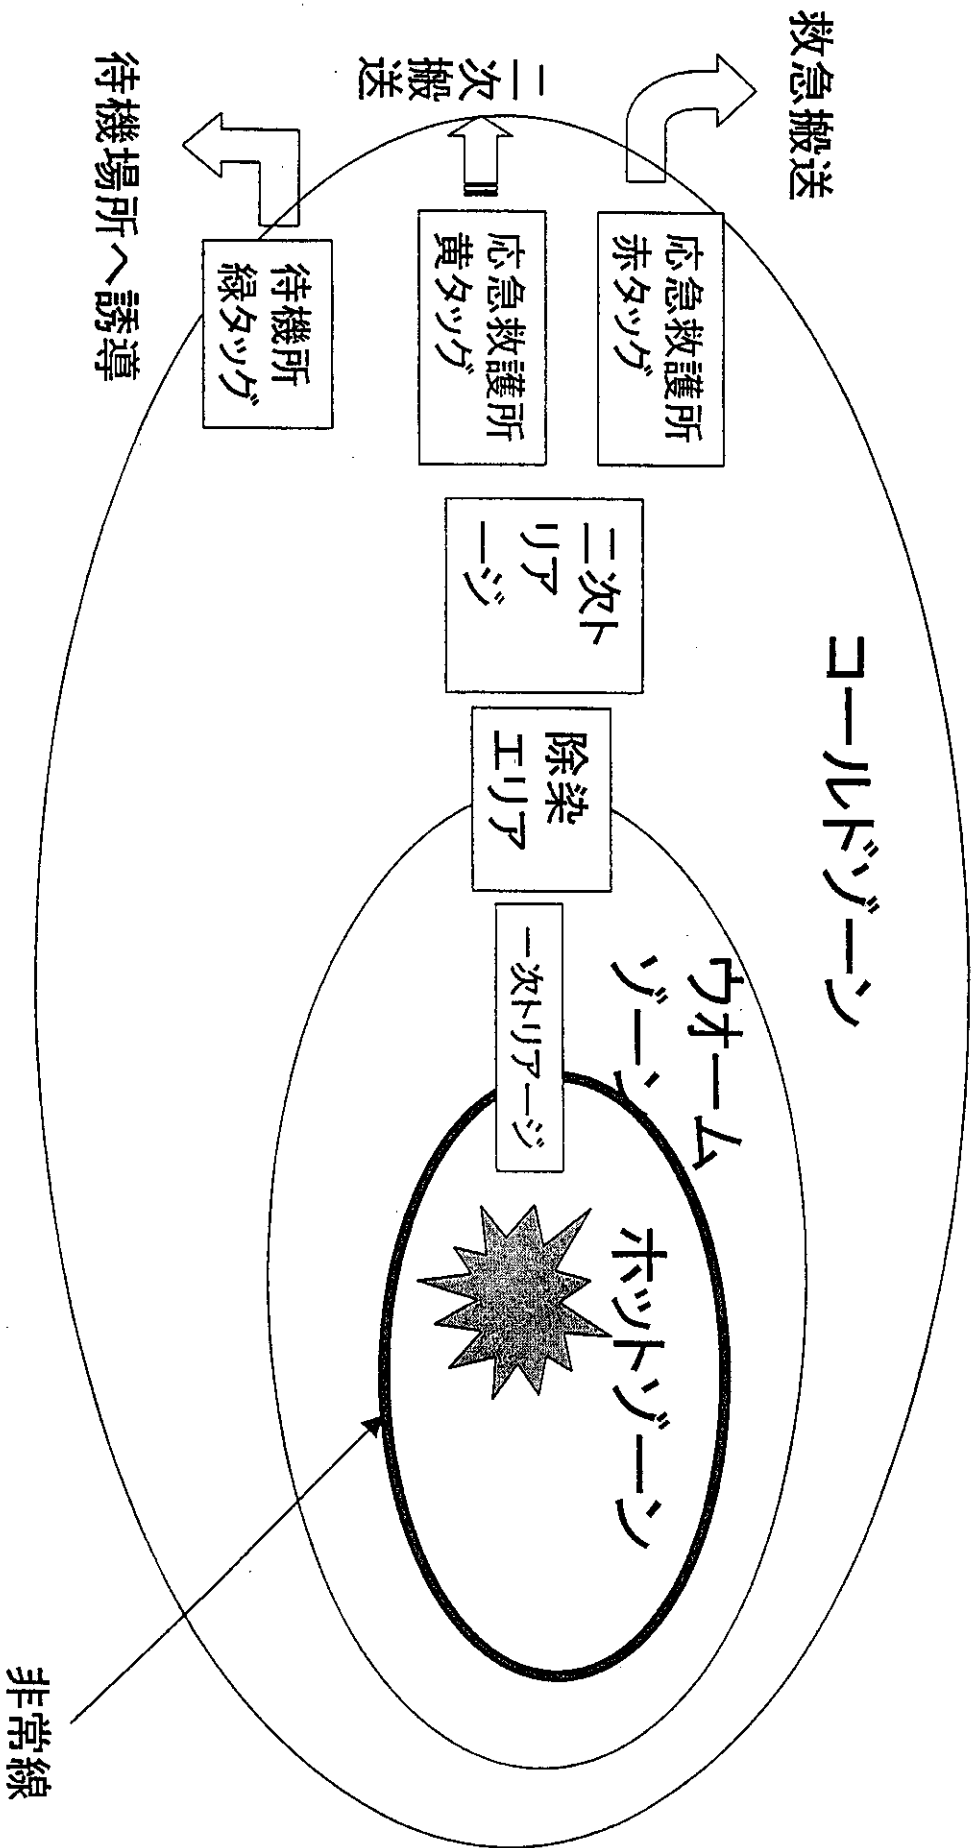 救急搬送
二次
搬
送
待機場所へ誘導
応急救護所
赤タッグ
応急救護所
黄タッグ
待機所
緑タッグ
二次ト
リア
ージ
除染
エリア
一次トリアージ
コールドゾーン
ウォーム
ゾーン
ホットゾーン
非常線